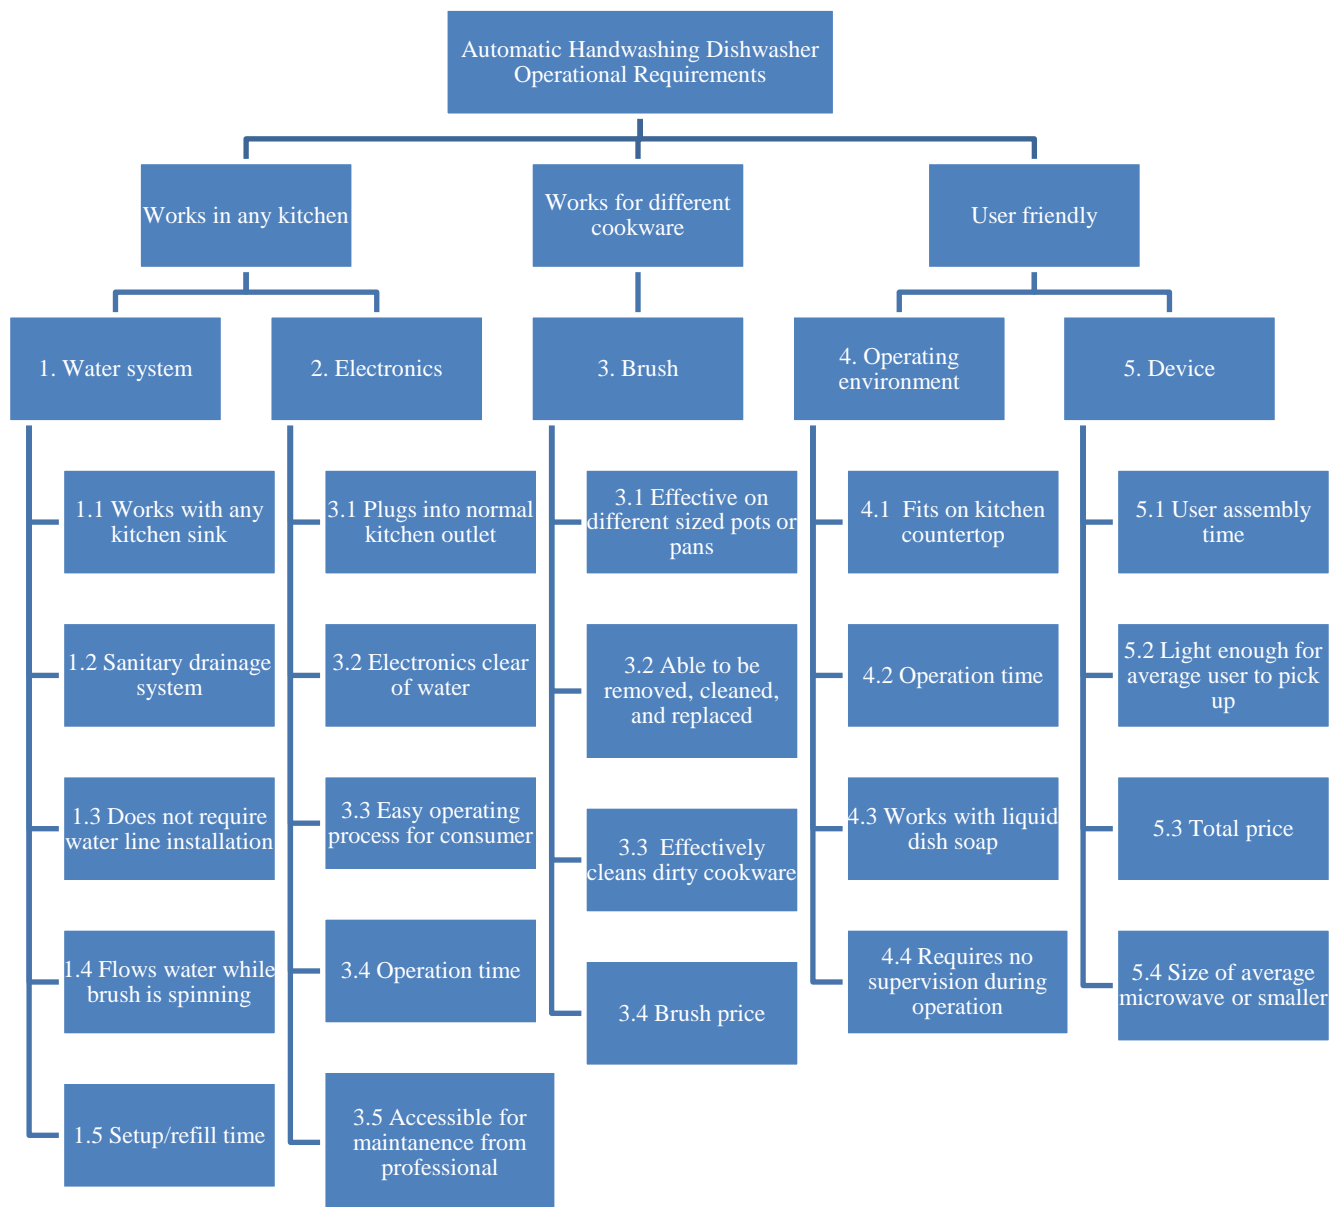 Automatic Handwashing Dishwasher
Operational Requirements
Works in any kitchen
Works for different
cookware
User friendly
1. Water system
2. Electronics
3. Brush
4. Operating
environment
5. Device
1.1 Works with any
kitchen sink
1.2 Sanitary drainage
system
1.3 Does not require
water line installation
1.4 Flows water while
brush is spinning
1.5 Setup/refill time
3.1 Plugs into normal
kitchen outlet
3.2 Electronics clear
of water
3.3 Easy operating
process for consumer
3.4 Operation time
3.5 Accessible for
maintanence from
professional
3.1 Effective on
different sized pots or
pans
3.2 Able to be
removed, cleaned,
and replaced
3.3  Effectively
cleans dirty cookware
3.4 Brush price
4.1  Fits on kitchen
countertop
4.2 Operation time
4.3 Works with liquid
dish soap
4.4 Requires no
supervision during
operation
5.1 User assembly
time
5.2 Light enough for
average user to pick
up
5.3 Total price
5.4 Size of average
microwave or smaller